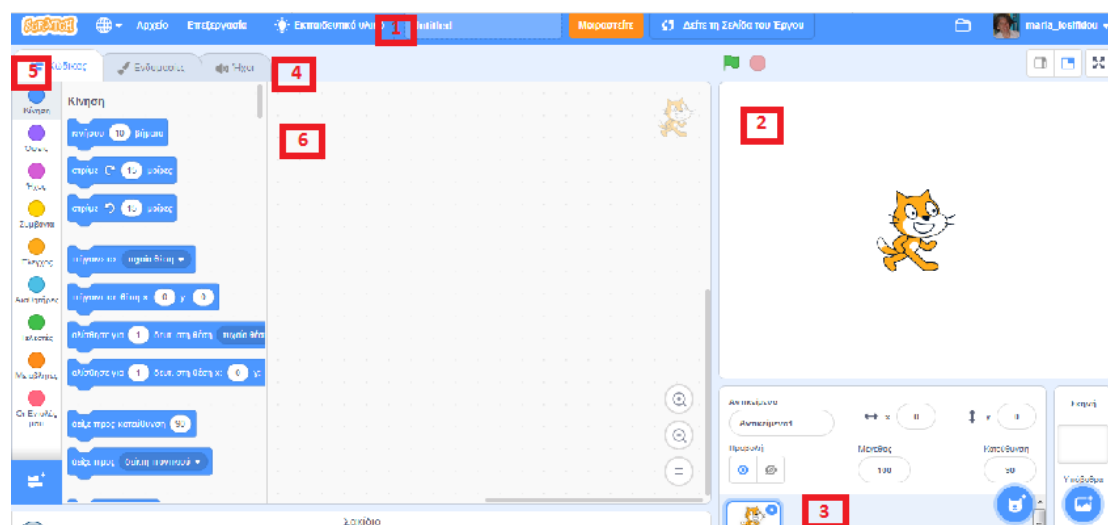 SCRATCH Αρχείο Επεξεργασία Εκπαιδευτικό υλικό 1 Untitled Μοιραστείτε Δείτε τη Σελίδα του Έργου maria_iosifidou
5 Κώδικας Ενδυμασίες Ήχοι 4
Κίνηση
Κίνηση
Όψεις
Ήχος
Συμβάντα
Έλεγχος
Αισθητήρες
Τελεστές
Μεταβλητές
Οι Εντολές
μου
κινήσου 10 βήματα
στρίψε 15 μοίρες
στρίψε 15 μοίρες
πήγαινε σε τυχαία θέση
πήγαινε σε θέση x: 0 y: 0
ολίσθησε για 1 δευτ. στη θέση τυχαία θέσ
ολίσθησε για 1 δευτ. στη θέση x: 0 y:
δείξε προς κατεύθυνση 90
δείξε προς δείκτη ποντικιού
6
2
Αντικείμενο
Αντικείμενο1
x 0
y 0
Προβολή
Μέγεθος
100
Κατεύθυνση
90
Σκηνή
Υπόβαθρα
3
Σακίδιο